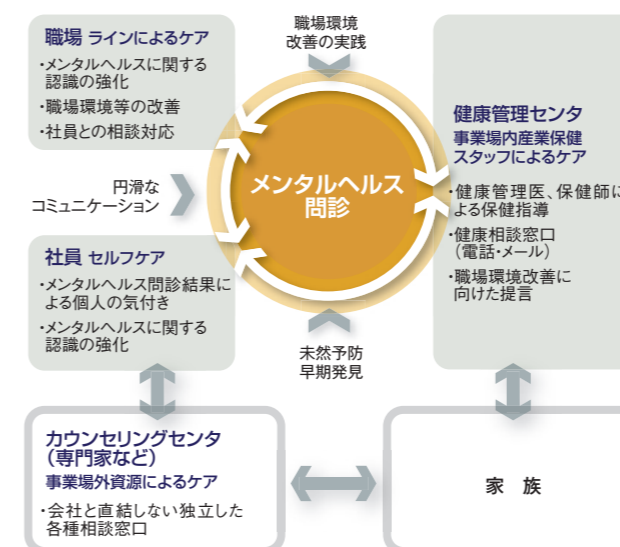 職場 ラインによるケア
・メンタルヘルスに関する
認識の強化
・職場環境等の改善
・社員との相談対応
職場環境
改善の実践
円滑な
コミュニケーション
メンタルヘルス
問診
健康管理センタ
事業場内産業保健
スタッフによるケア
・健康管理医、保健師に
よる保健指導
・健康相談窓口
（電話・メール）
・職場環境改善に
向けた提言
社員 セルフケア
・メンタルヘルス問診結果に
よる個人の気付き
・メンタルヘルスに関する
認識の強化
未然予防
早期発見
カウンセリングセンタ
（専門家など）
事業場外資源によるケア
・会社と直結しない独立した
各種相談窓口
家 族